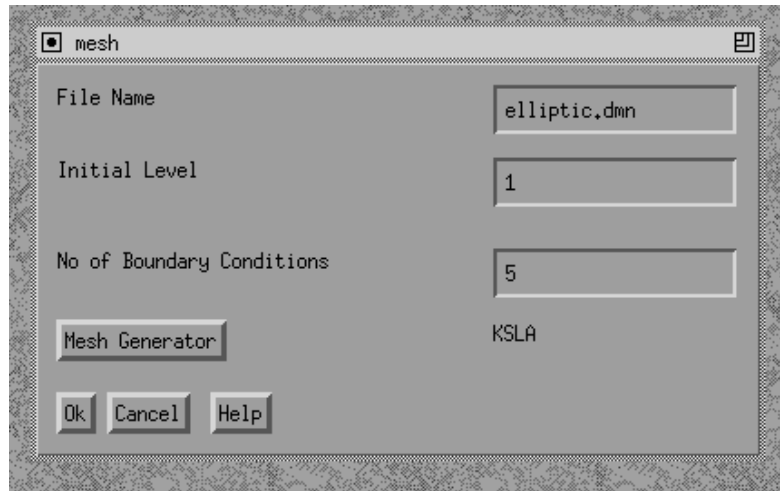 mesh
File Name elliptic.dmn
Initial Level 1
No of Boundary Conditions 5
Mesh Generator KSLA
Ok Cancel Help